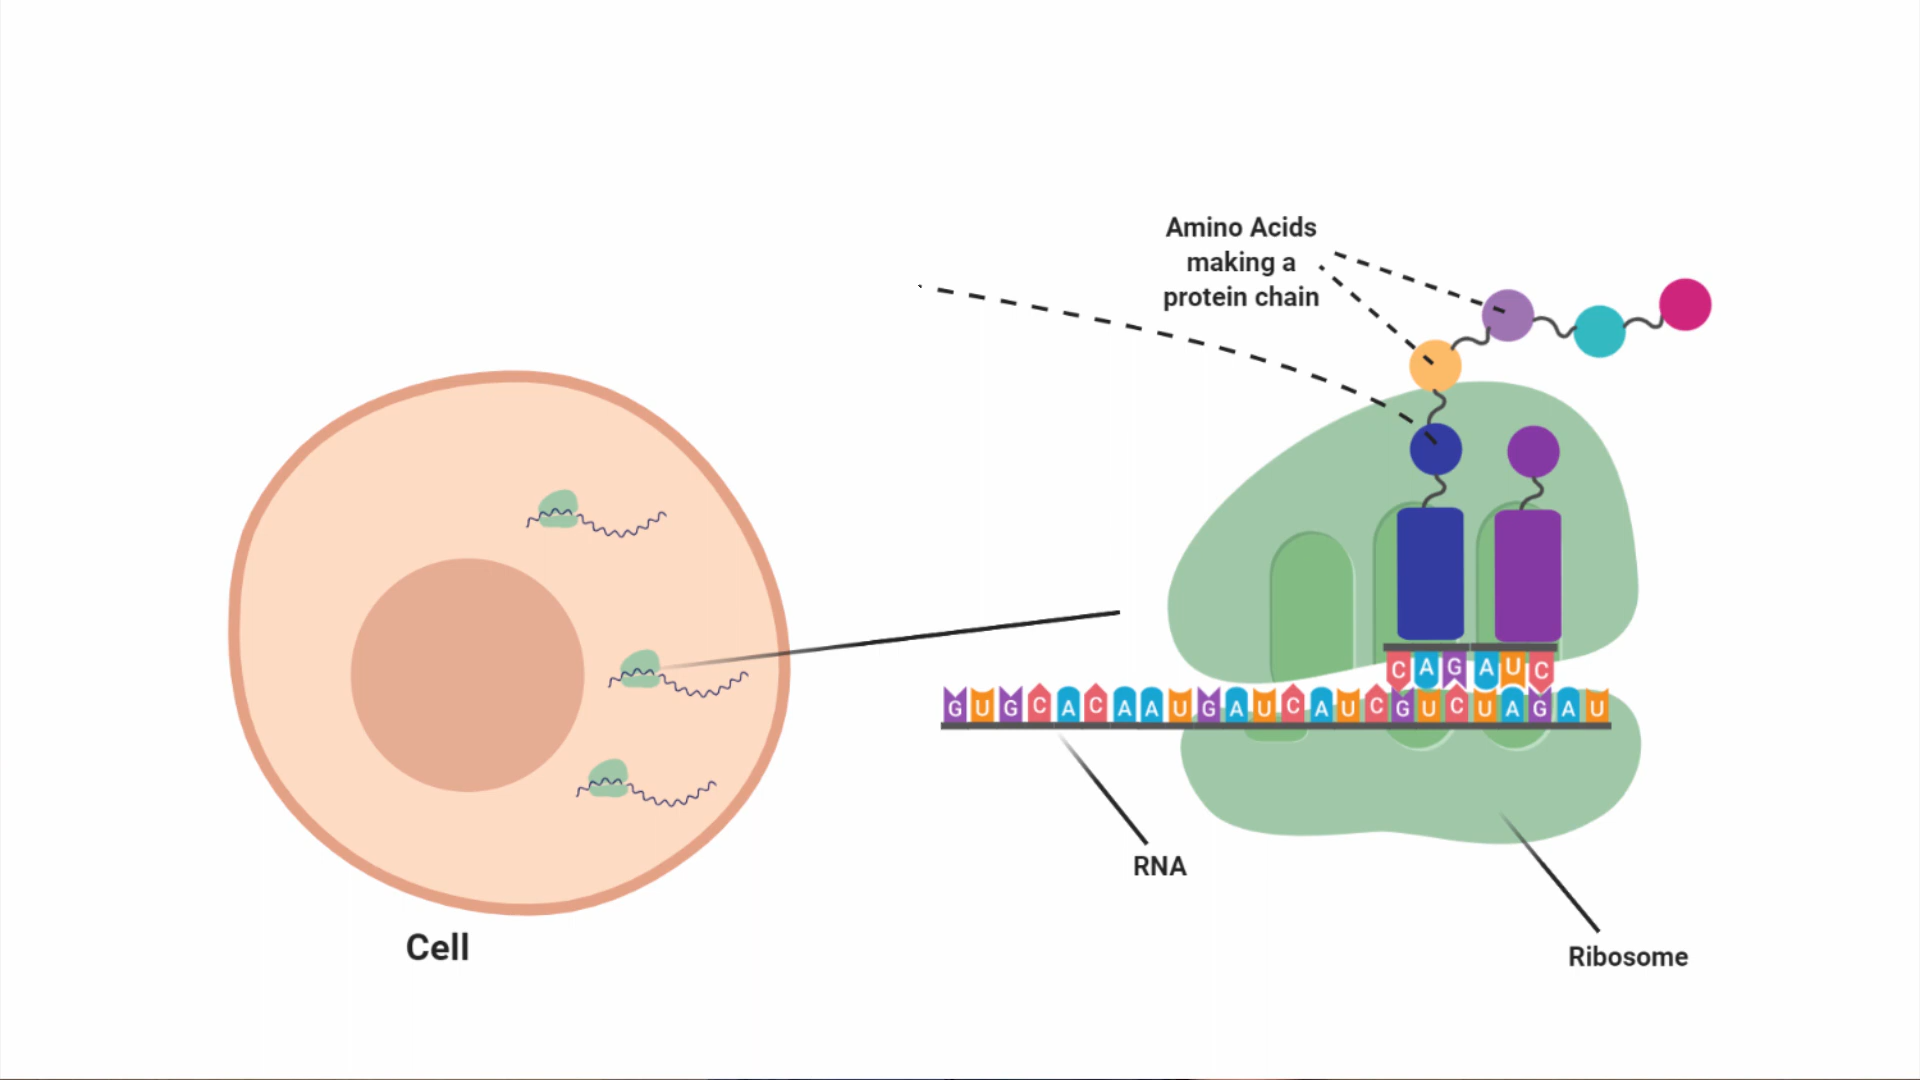 Amino Acids
making a
protein chain
CAGAUC
GUGCACAAUGAUCAUCGUCUAGAU
RNA
Cell
Ribosome